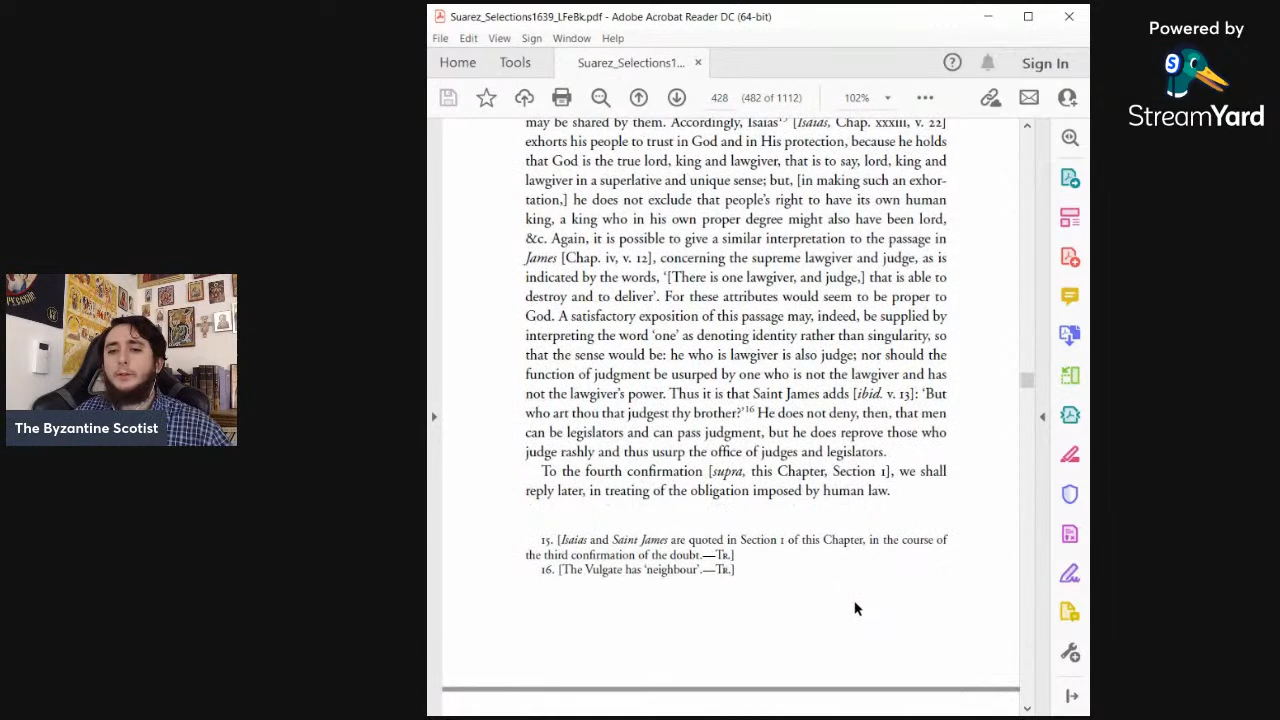 Suarez_Selections1639_LFeBk.pdf - Adobe Acrobat Reader DC (64-bit)
Powered by
StreamYard
File Edit View Sign Window Help
Home Tools Suarez_Selections1... Sign In
428 (482 of 1112) 102%
may be shared by them. Accordingly, Isaias15 [Isaias, Chap. xxxiii, v. 22]
exhorts his people to trust in God and in His protection, because he holds
that God is the true lord, king and lawgiver, that is to say, lord, king and
lawgiver in a superlative and unique sense; but, [in making such an exhor-
tation,] he does not exclude that people's right to have its own human
king, a king who in his own proper degree might also have been lord,
&c. Again, it is possible to give a similar interpretation to the passage in
James [Chap. iv, v. 12], concerning the supreme lawgiver and judge, as is
indicated by the words, '[There is one lawgiver, and judge,] that is able to
destroy and to deliver'. For these attributes would seem to be proper to
God. A satisfactory exposition of this passage may, indeed, be supplied by
interpreting the word 'one' as denoting identity rather than singularity, so
that the sense would be: he who is lawgiver is also judge; nor should the
function of judgment be usurped by one who is not the lawgiver and has
not the lawgiver's power. Thus it is that Saint James adds [ibid. v. 13]: 'But
who art thou that judgest thy brother?'16 He does not deny, then, that men
can be legislators and can pass judgment, but he does reprove those who
judge rashly and thus usurp the office of judges and legislators.
To the fourth confirmation [supra, this Chapter, Section 1], we shall
reply later, in treating of the obligation imposed by human law.
15. [Isaias and Saint James are quoted in Section 1 of this Chapter, in the course of
the third confirmation of the doubt.—Tr.]
16. [The Vulgate has 'neighbour'.—Tr.]
The Byzantine Scotist